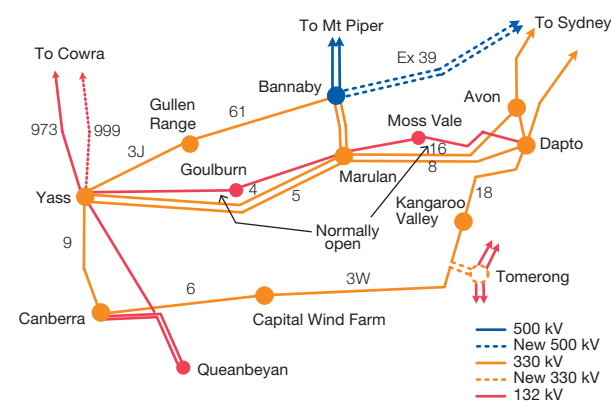 To Mt Piper
To Sydney
To Cowra
Ex 39
Bannaby
Avon
Gullen
Range
61
Moss Vale
973
999
3J
Goulburn
16
Dapto
Marulan
8
4
5
Yass
Kangaroo
Valley
18
Normally
open
9
3W
Tomerong
6
Canberra
Capital Wind Farm
Queanbeyan
500 kV
New 500 kV
330 kV
New 330 kV
132 kV